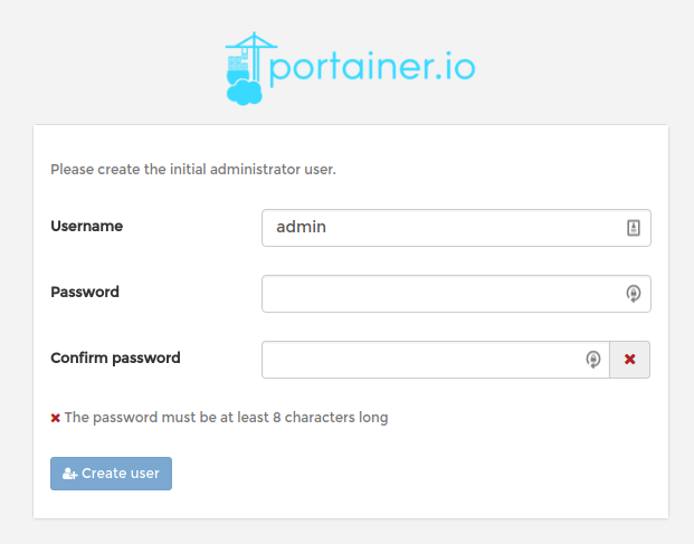 portainer.io
Please create the initial administrator user.
Username
admin
Password
Confirm password
The password must be at least 8 characters long
Create user